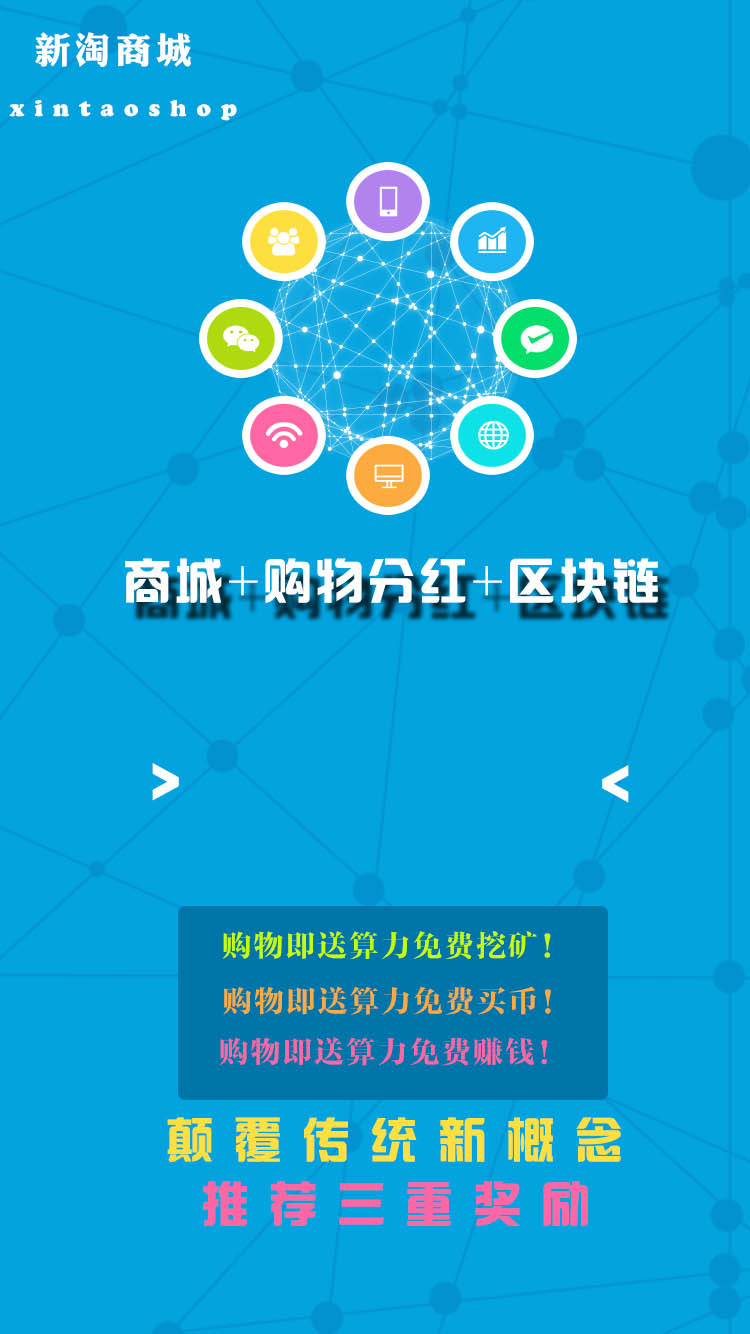 新淘商城
xintaoshop
商城+购物分红+区块链
> <
购物即送算力免费挖矿!
购物即送算力免费买币!
购物即送算力免费赚钱!
颠覆传统新概念
推荐三重奖励